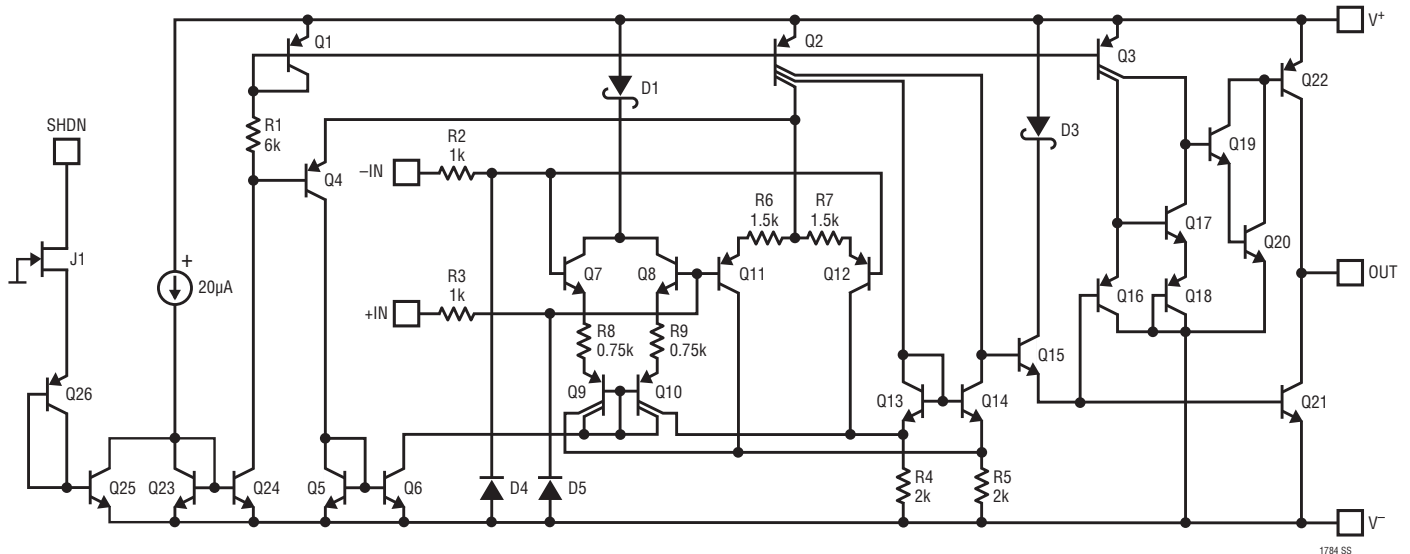 V+
Q1
Q2
Q3
Q22
D1
SHDN
R1
6k
D3
R2
1k
Q19
–IN
Q4
R6
1.5k
R7
1.5k
Q17
Q20
J1
+
20µA
Q7
Q8
Q11
Q12
OUT
R3
1k
Q16
Q18
+IN
R8
0.75k
R9
0.75k
Q15
Q26
Q9
Q10
Q13
Q14
Q21
Q25
Q23
Q24
Q5
Q6
D4
D5
R4
2k
R5
2k
V–
1784 SS